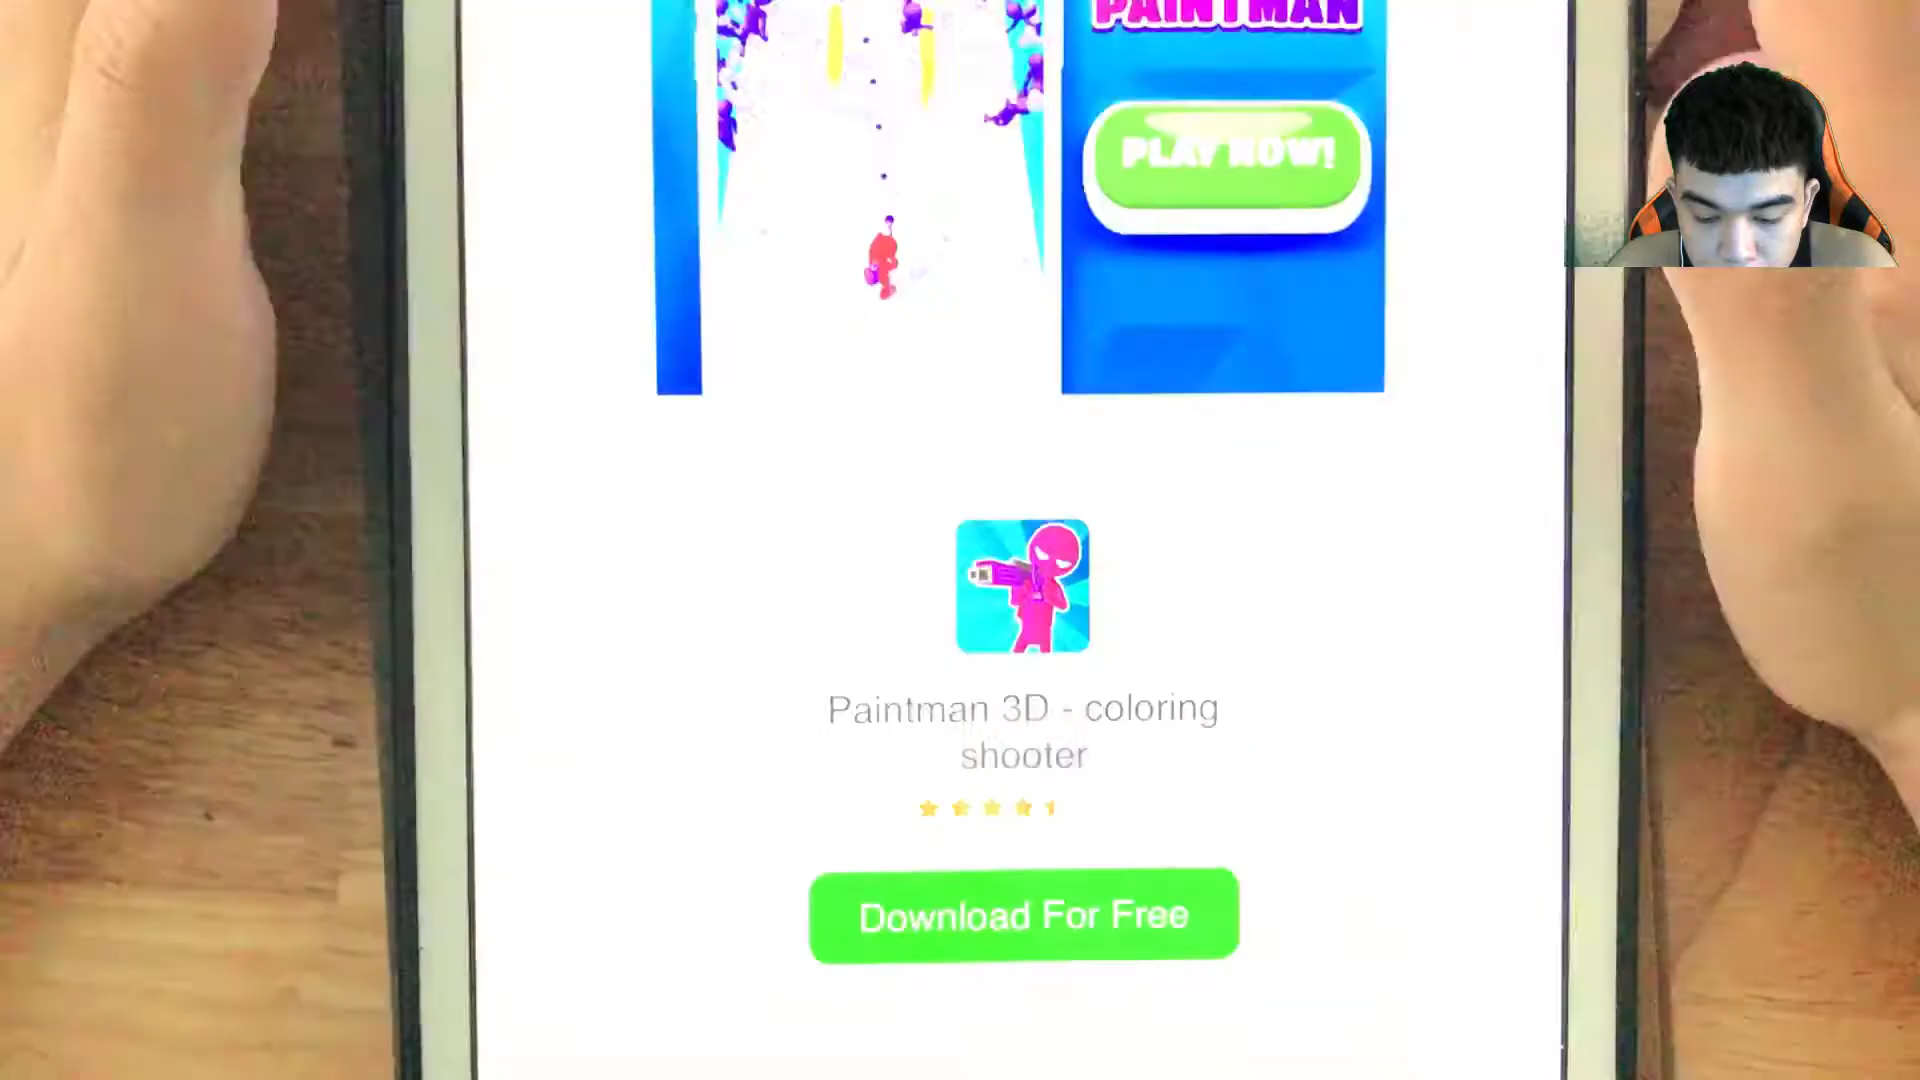 PAINTMAN
PLAY NOW!
Paintman 3D - coloring
shooter
Download For Free